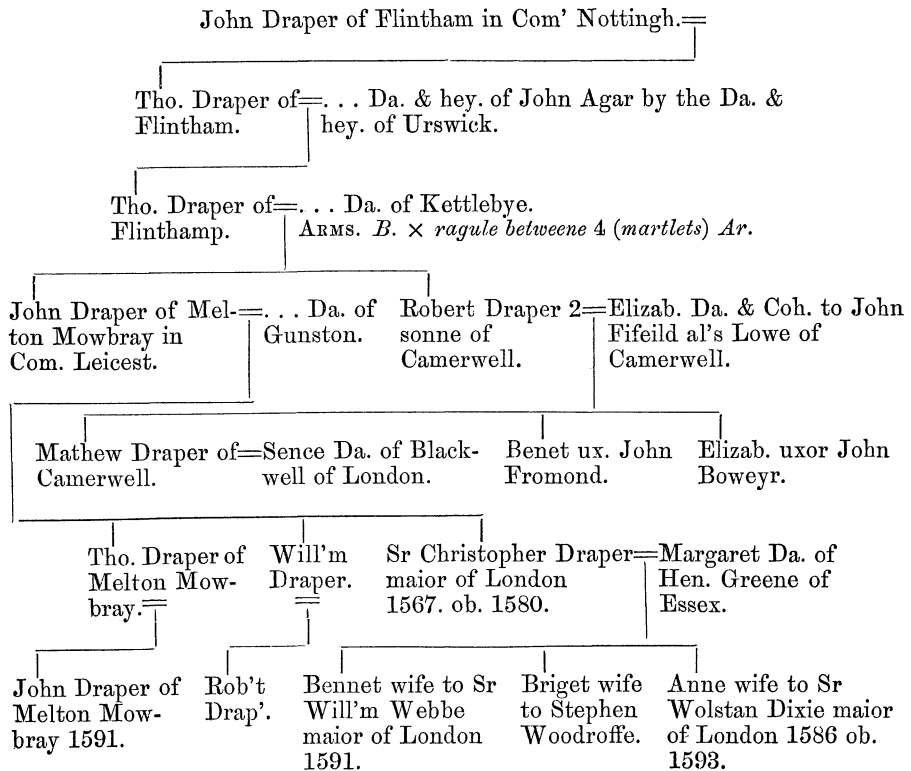 John Draper of Flintham in Com' Nottingh.=
Tho. Draper of=. . . Da. & hey. of John Agar by the Da. &
Flintham. hey. of Urswick.
Tho. Draper of=. . . Da. of Kettlebye.
Flinthamp. ARMS. B. × ragule betweene 4 (martlets) Ar.
John Draper of Mel-=. . . Da. of
ton Mowbray in Gunston.
Com. Leicest.
Robert Draper 2=Elizab. Da. & Coh. to John
sonne of Fifeild al's Lowe of
Camerwell. Camerwell.
Mathew Draper of=Sence Da. of Black-
Camerwell. well of London.
Benet ux. John
Fromond.
Elizab. uxor John
Boweyr.
Tho. Draper of
Melton Mow-
bray.=
Will'm
Draper.
=
Sr Christopher Draper=Margaret Da. of
maior of London Hen. Greene of
1567. ob. 1580. Essex.
John Draper of
Melton Mow-
bray 1591.
Rob't
Drap'.
Bennet wife to Sr
Will'm Webbe
maior of London
1591.
Briget wife
to Stephen
Woodroffe.
Anne wife to Sr
Wolstan Dixie maior
of London 1586 ob.
1593.